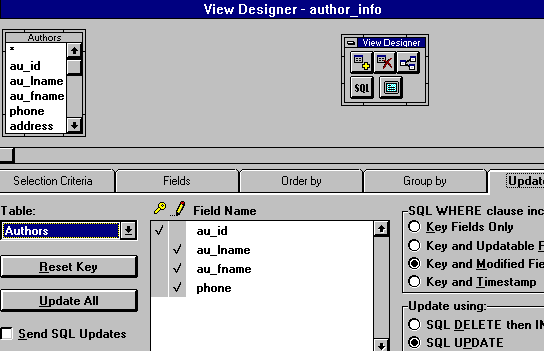 View Designer - author_info
Authors
*
au_id
au_lname
au_fname
phone
address
View Designer
SQL
Selection Criteria
Fields
Order by
Group by
Update
Table:
Authors
Reset Key
Update All
Send SQL Updates
Field Name
au_id
au_lname
au_fname
phone
SQL WHERE clause inc
Key Fields Only
Key and Updatable F
Key and Modified Fie
Key and Timestamp
Update using:
SQL DELETE then IN
SQL UPDATE